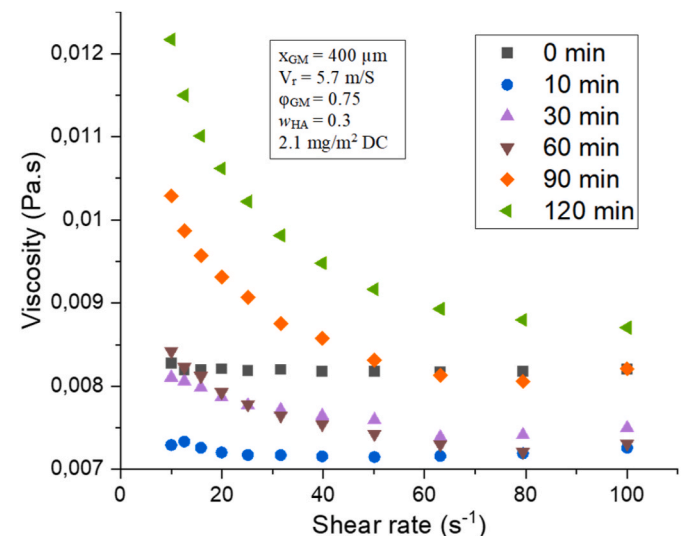 0,012
0,011
0,01
0,009
0,008
0,007
Viscosity (Pa.s)
x_GM = 400 μm
V_r = 5.7 m/S
φ_GM = 0.75
w_HA = 0.3
2.1 mg/m² DC
0 min
10 min
30 min
60 min
90 min
120 min
0 20 40 60 80 100
Shear rate (s⁻¹)